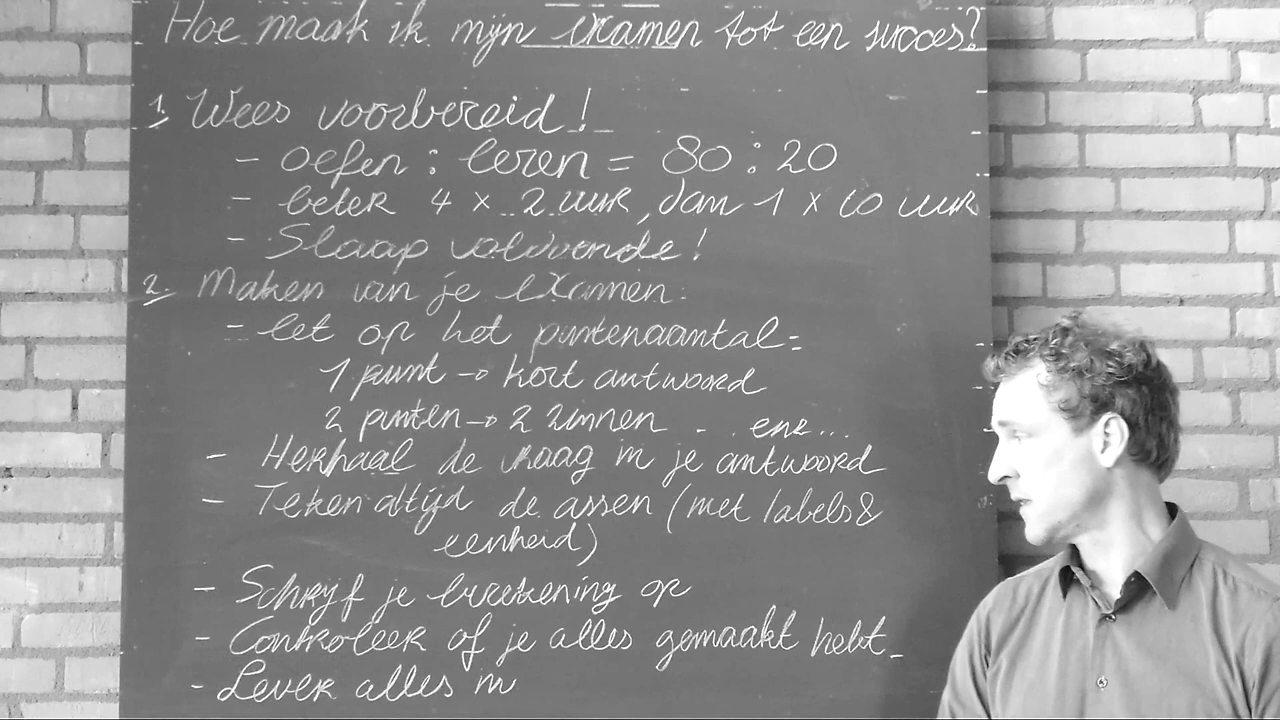 Hoe maak ik mijn examen tot een succes?
1. Wees voorbereid!
- oefen : leren = 80 : 20
- beter 4 x 2 uur, dan 1 x 10 uur
- Slaap voldoende!
2. Maken van je examen:
- let op het puntenaantal:
1 punt → kort antwoord
2 punten → 2 zinnen . . enz...
- Herhaal de vraag in je antwoord
- Teken altijd de assen (met labels &
eenheid)
- Schrijf je berekening op
- Controleer of je alles gemaakt hebt
- Lever alles in